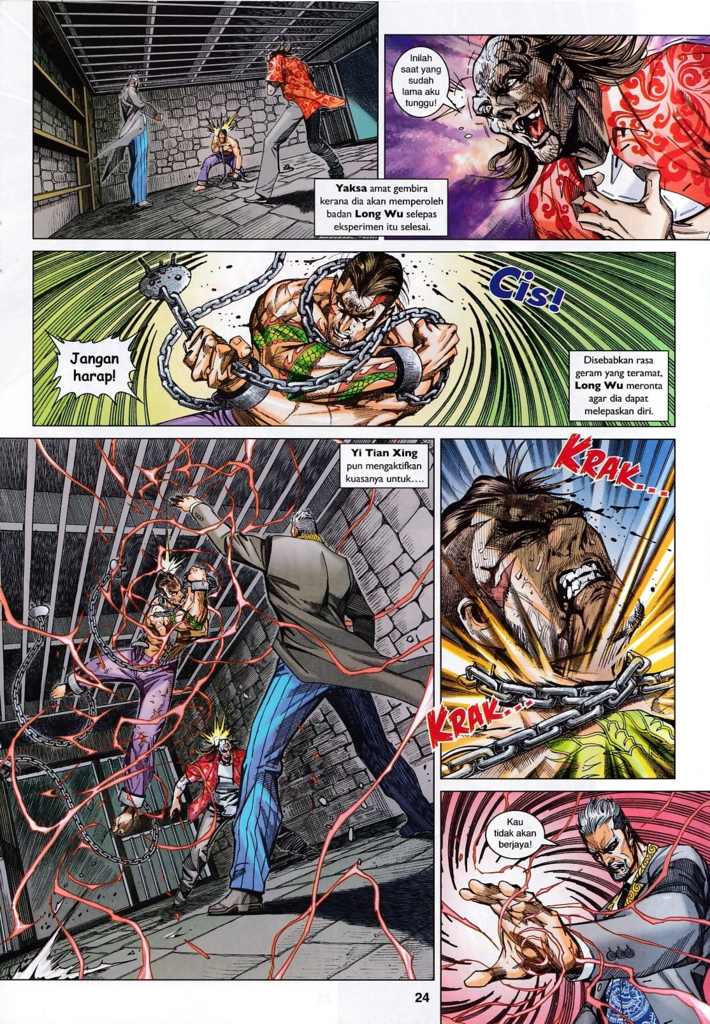 Yaksa amat gembira
kerana dia akan memperoleh
badan Long Wu selepas
eksperimen itu selesai.
Inilah
saat yang
sudah
lama aku
tunggu!
Jangan
harap!
Cis!
Disebabkan rasa
geram yang teramat,
Long Wu meronta
agar dia dapat
melepaskan diri.
Yi Tian Xing
pun mengaktifkan
kuasanya untuk....
KRAK...
KRAK...
Kau
tidak akan
berjaya!
24